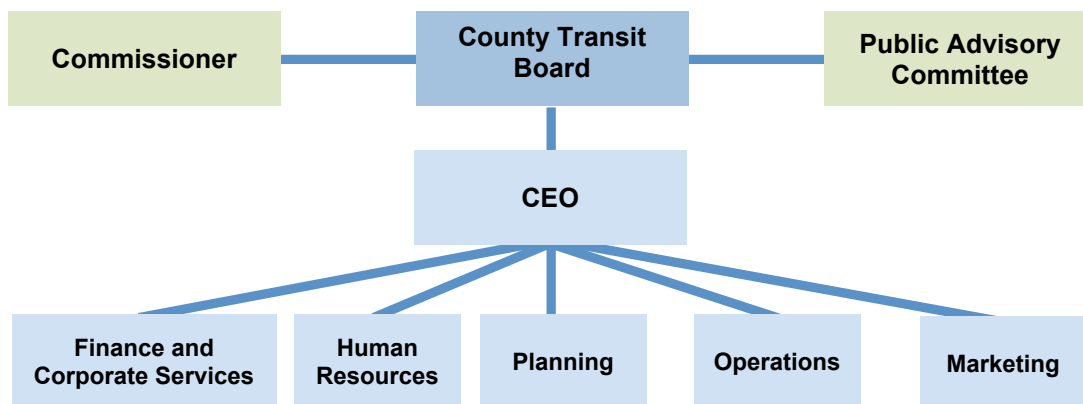 Commissioner
County Transit
Board
Public Advisory
Committee
CEO
Finance and
Corporate Services
Human
Resources
Planning
Operations
Marketing